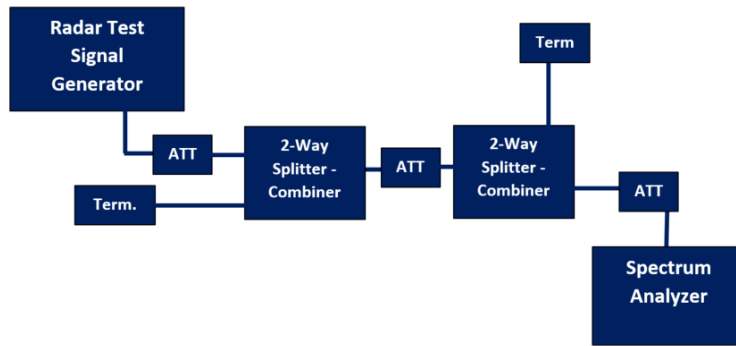 Radar Test
Signal
Generator
Term
ATT
2-Way
Splitter -
Combiner
ATT
2-Way
Splitter -
Combiner
Term.
ATT
Spectrum
Analyzer